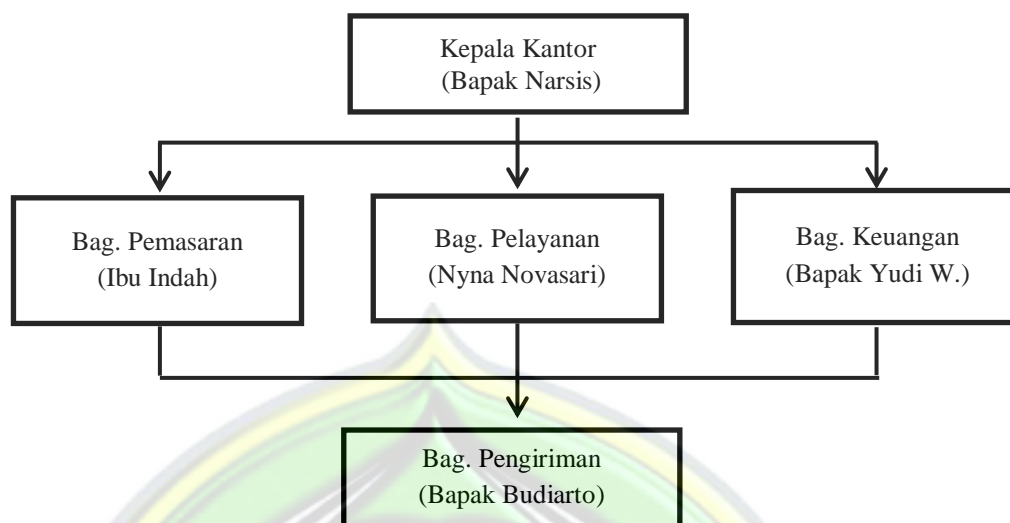 Kepala Kantor
(Bapak Narsis)
Bag. Pemasaran
(Ibu Indah)
Bag. Pelayanan
(Nyna Novasari)
Bag. Keuangan
(Bapak Yudi W.)
Bag. Pengiriman
(Bapak Budiarto)